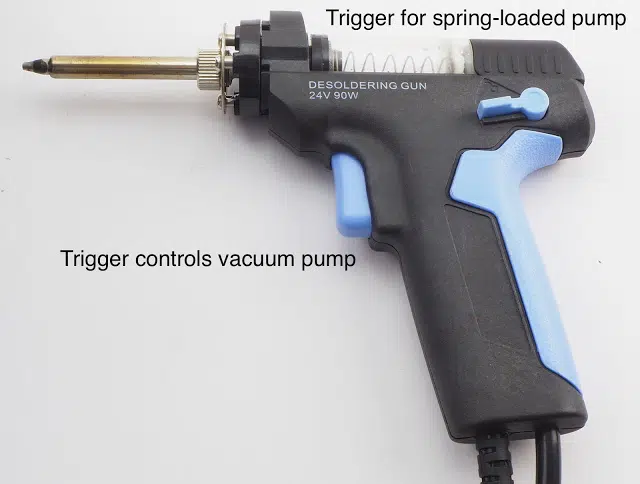 Trigger for spring-loaded pump
DESOLDERING GUN
24V 90W
Trigger controls vacuum pump